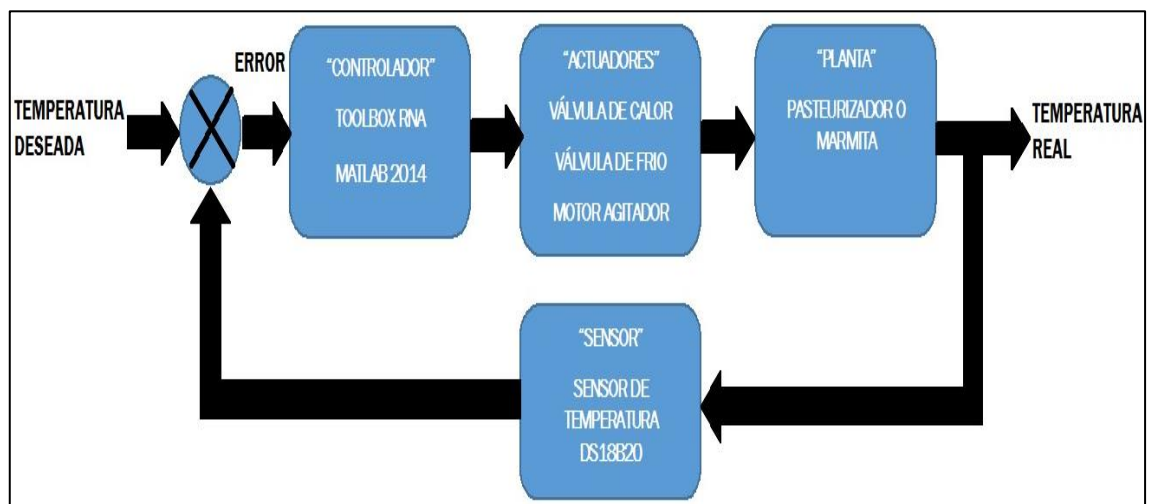 TEMPERATURA
DESEADA
ERROR
"CONTROLADOR"
TOOLBOX RNA
MATLAB 2014
"ACTUADORES"
VÁLVULA DE CALOR
VÁLVULA DE FRIO
MOTOR AGITADOR
"PLANTA"
PASTEURIZADOR O
MARMITA
TEMPERATURA
REAL
"SENSOR"
SENSOR DE
TEMPERATURA
DS18B20